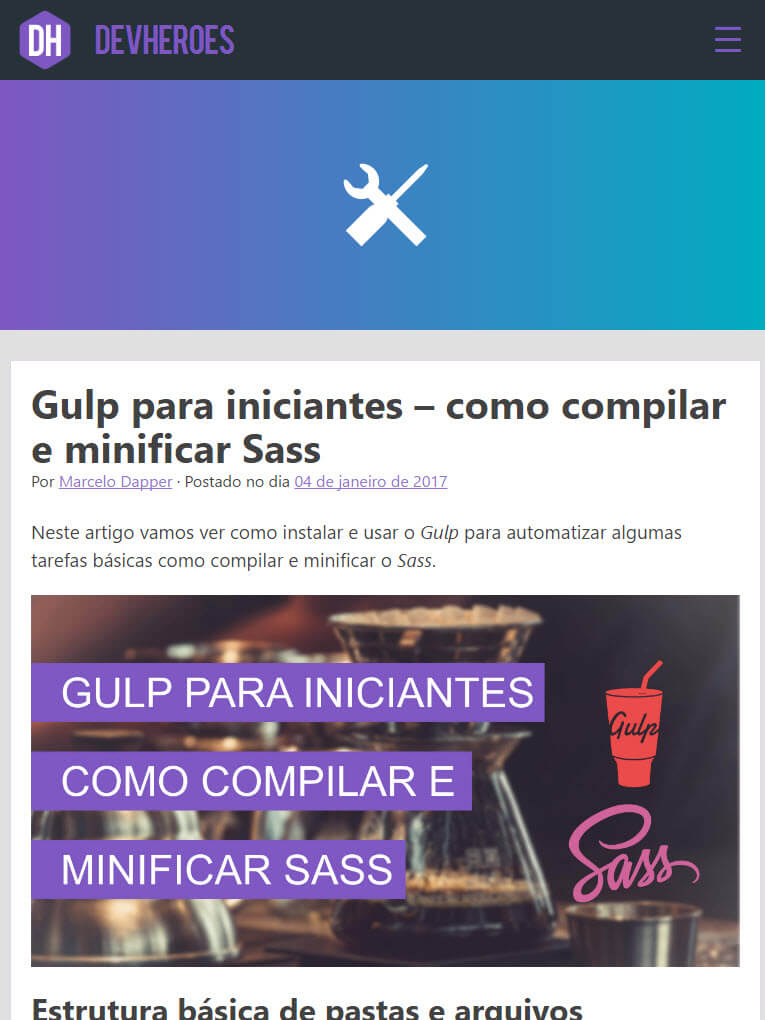 DH DEVHEROES
Gulp para iniciantes – como compilar
e minificar Sass
Por Marcelo Dapper · Postado no dia 04 de janeiro de 2017
Neste artigo vamos ver como instalar e usar o Gulp para automatizar algumas
tarefas básicas como compilar e minificar o Sass.
GULP PARA INICIANTES
Gulp
COMO COMPILAR E
MINIFICAR SASS
Sass
Estrutura básica de pastas e arquivos